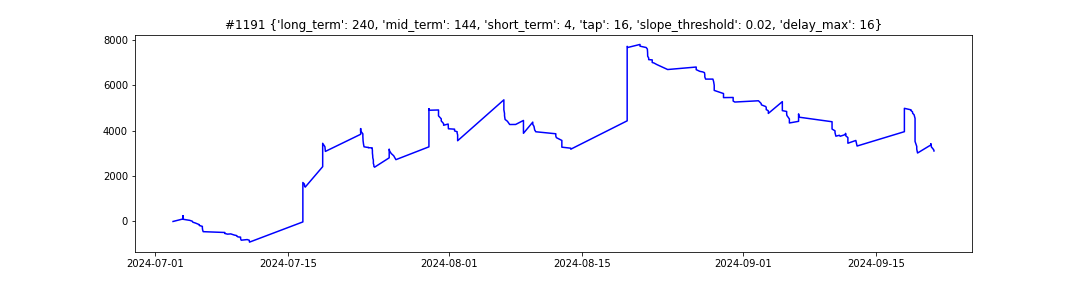 #1191 {'long_term': 240, 'mid_term': 144, 'short_term': 4, 'tap': 16, 'slope_threshold': 0.02, 'delay_max': 16}
8000
6000
4000
2000
0
2024-07-01 2024-07-15 2024-08-01 2024-08-15 2024-09-01 2024-09-15